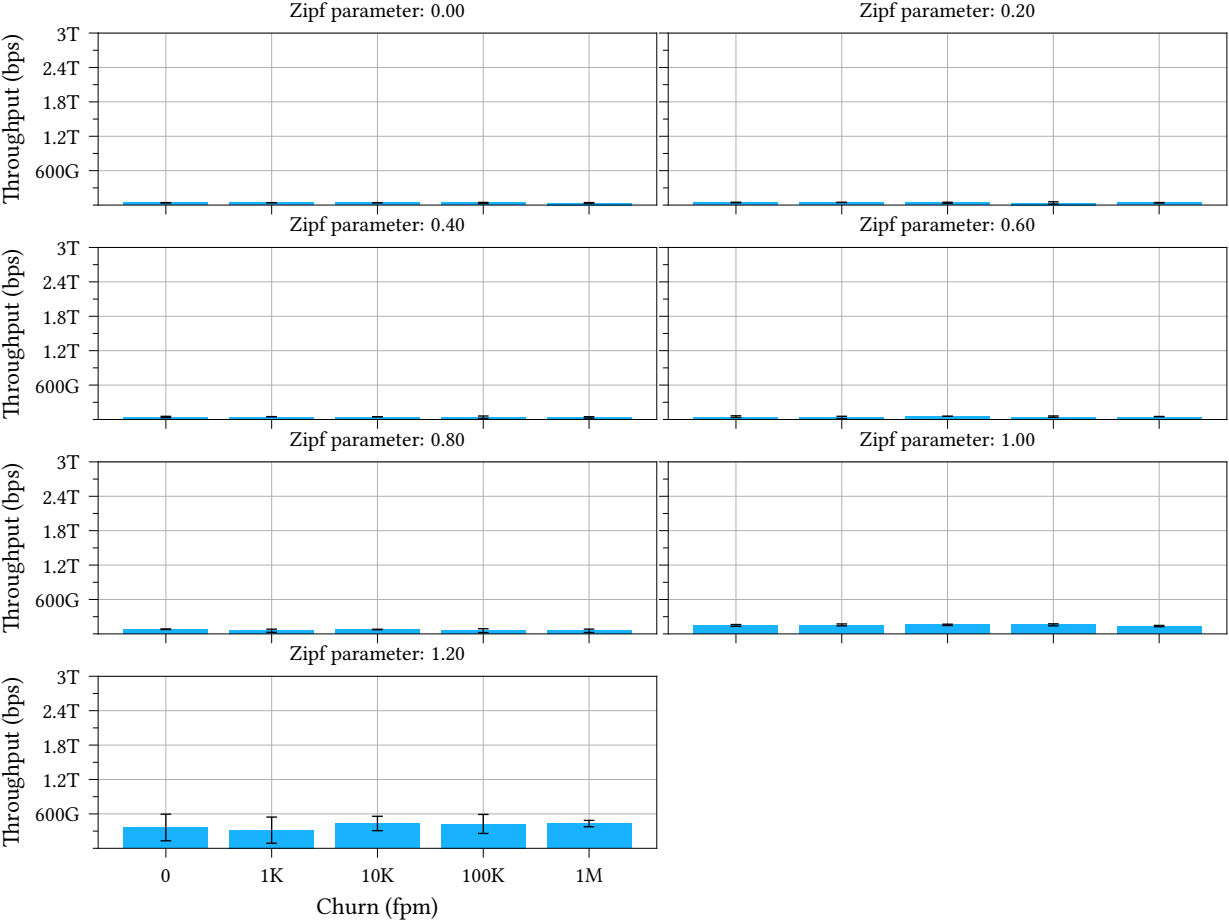 Zipf parameter: 0.00
Zipf parameter: 0.20
Throughput (bps)
3T
2.4T
1.8T
1.2T
600G
Zipf parameter: 0.40
Zipf parameter: 0.60
Throughput (bps)
3T
2.4T
1.8T
1.2T
600G
Zipf parameter: 0.80
Zipf parameter: 1.00
Throughput (bps)
3T
2.4T
1.8T
1.2T
600G
Zipf parameter: 1.20
Throughput (bps)
3T
2.4T
1.8T
1.2T
600G
0 1K 10K 100K 1M
Churn (fpm)